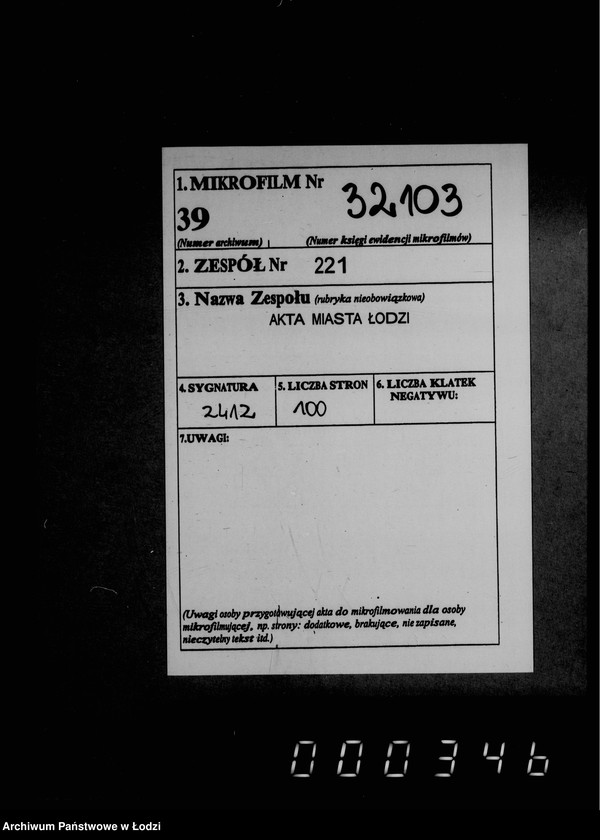 1. MIKROFILM Nr 32103
39
(Numer archiwum) (Numer księgi ewidencji mikrofilmów)
2. ZESPÓŁ Nr 221
3. Nazwa Zespołu (rubryka nieobowiązkowa)
AKTA MIASTA ŁODZI
4. SYGNATURA 5. LICZBA STRON 6. LICZBA KLATEK
NEGATYWU:
2412 100
7.UWAGI:
(Uwagi osoby przygotowującej akta do mikrofilmowania dla osoby
mikrofilmującej, np. strony: dodatkowe, brakujące, nie zapisane,
nieczytelny tekst itd.)
000346
Archiwum Państwowe w Łodzi